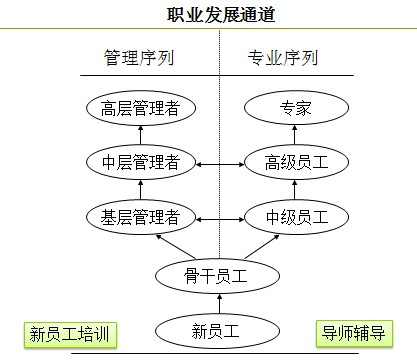 职业发展通道
管理序列 专业序列
高层管理者 专家
中层管理者 高级员工
基层管理者 中级员工
骨干员工
新员工培训 新员工 导师辅导